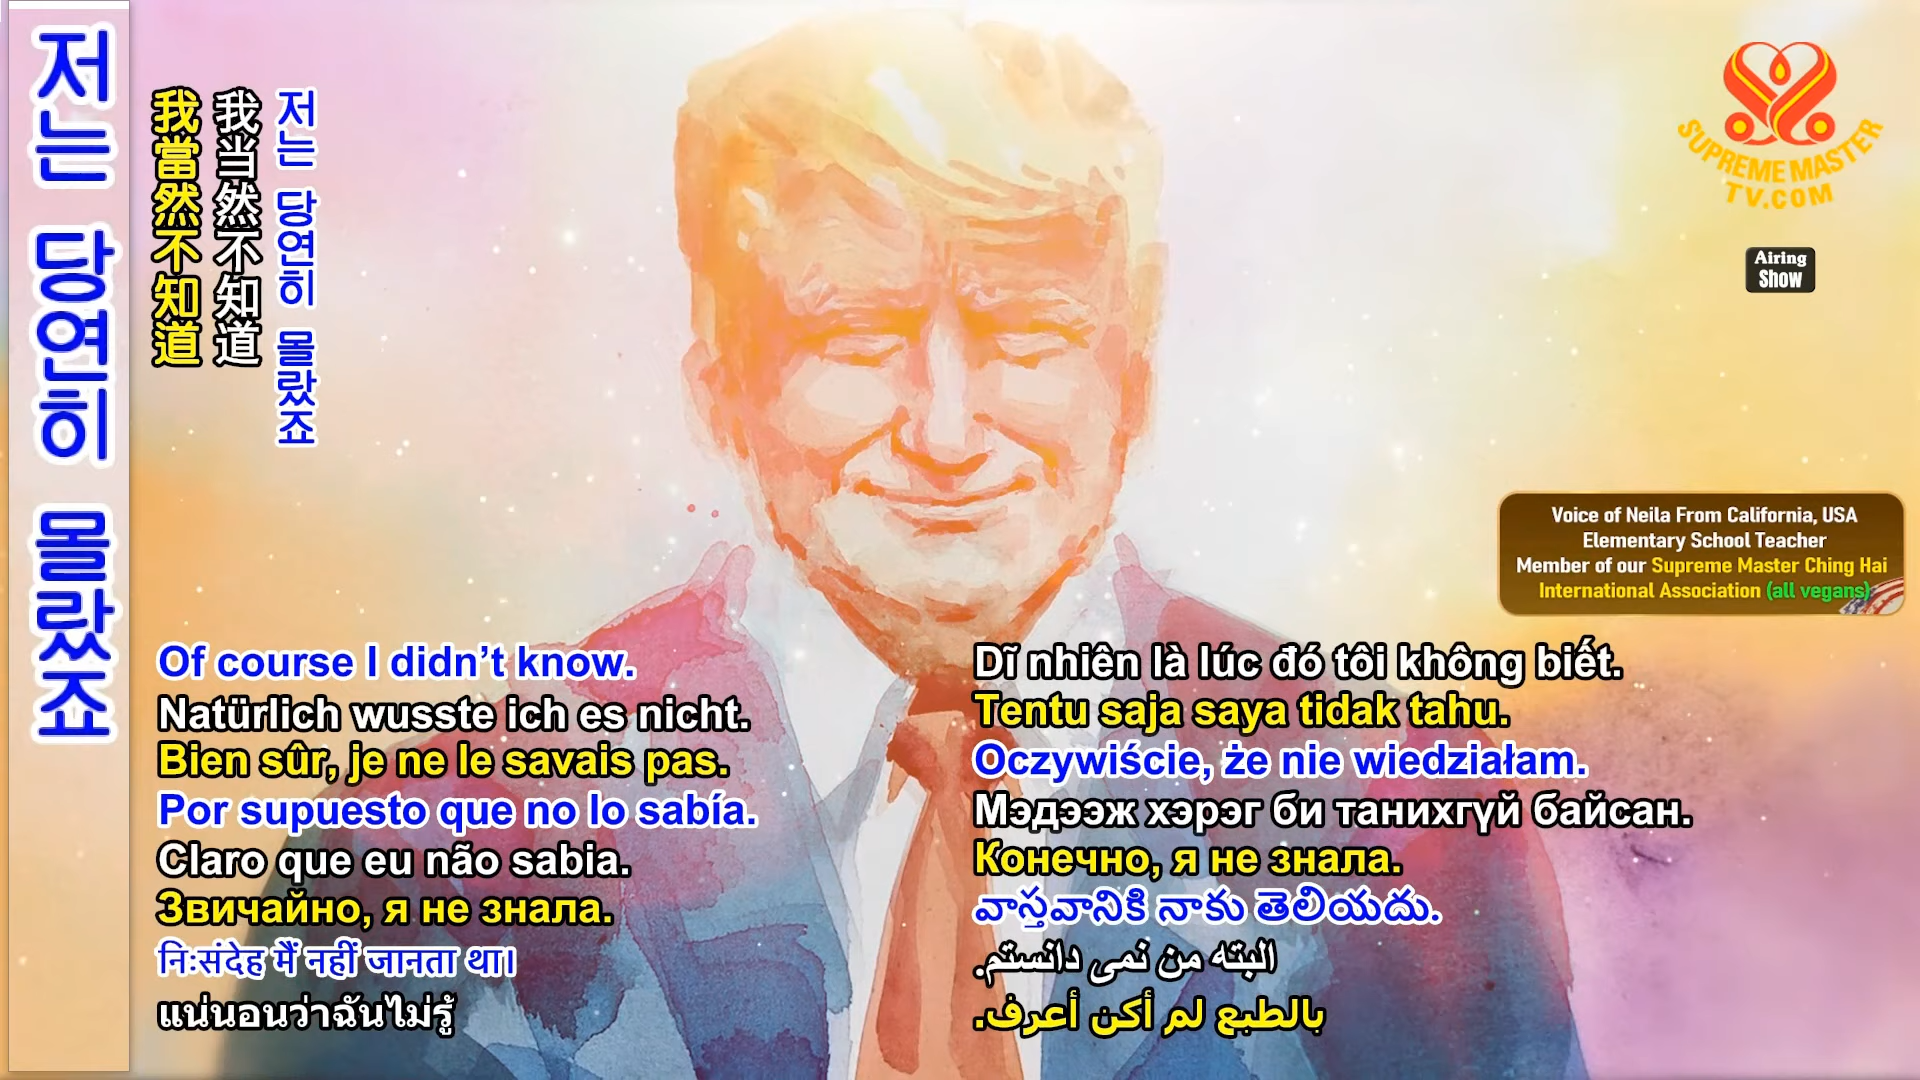 저는 당연히 몰랐죠
我當然不知道
我当然不知道
저는 당연히 몰랐죠
SUPREME MASTER
TV.COM
Airing
Show
Voice of Neila From California, USA
Elementary School Teacher
Member of our Supreme Master Ching Hai
International Association (all vegans)
Of course I didn’t know.
Natürlich wusste ich es nicht.
Bien sûr, je ne le savais pas.
Por supuesto que no lo sabía.
Claro que eu não sabia.
Звичайно, я не знала.
निःसंदेह मैं नहीं जानता था।
แน่นอนว่าฉันไม่รู้
Dĩ nhiên là lúc đó tôi không biết.
Tentu saja saya tidak tahu.
Oczywiście, że nie wiedziałam.
Мэдээж хэрэг би танихгүй байсан.
Конечно, я не знала.
వాస్తవానికి నాకు తెలియదు.
البته من نمی دانستم.
بالطبع لم أكن أعرف.